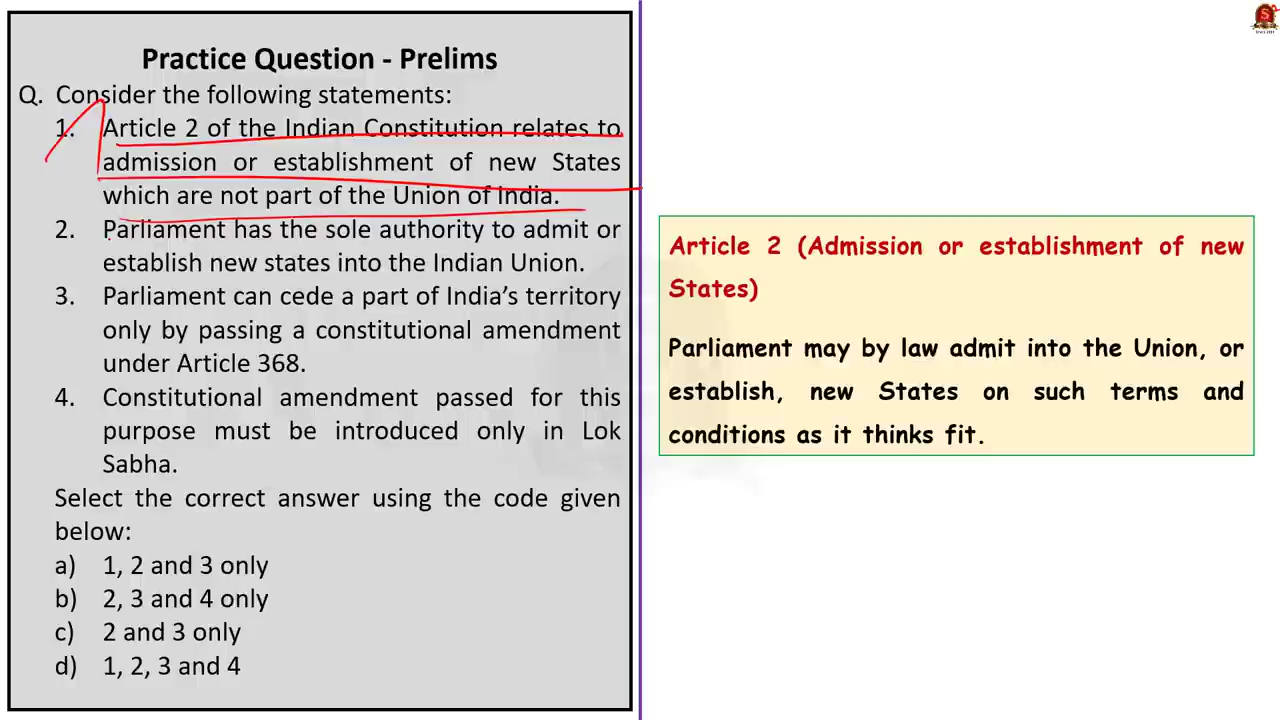 Practice Question - Prelims
Q. Consider the following statements:
1. Article 2 of the Indian Constitution relates to
admission or establishment of new States
which are not part of the Union of India.
2. Parliament has the sole authority to admit or
establish new states into the Indian Union.
3. Parliament can cede a part of India's territory
only by passing a constitutional amendment
under Article 368.
4. Constitutional amendment passed for this
purpose must be introduced only in Lok
Sabha.
Select the correct answer using the code given
below:
a) 1, 2 and 3 only
b) 2, 3 and 4 only
c) 2 and 3 only
d) 1, 2, 3 and 4
Article 2 (Admission or establishment of new
States)
Parliament may by law admit into the Union, or
establish, new States on such terms and
conditions as it thinks fit.